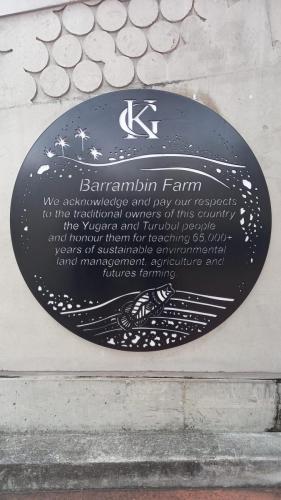 KG
Barrambin Farm
We acknowledge and pay our respects
to the traditional owners of this country
the Yugara and Turubul people
and honour them for teaching 65,000+
years of sustainable environmental
land management, agriculture and
futures farming.